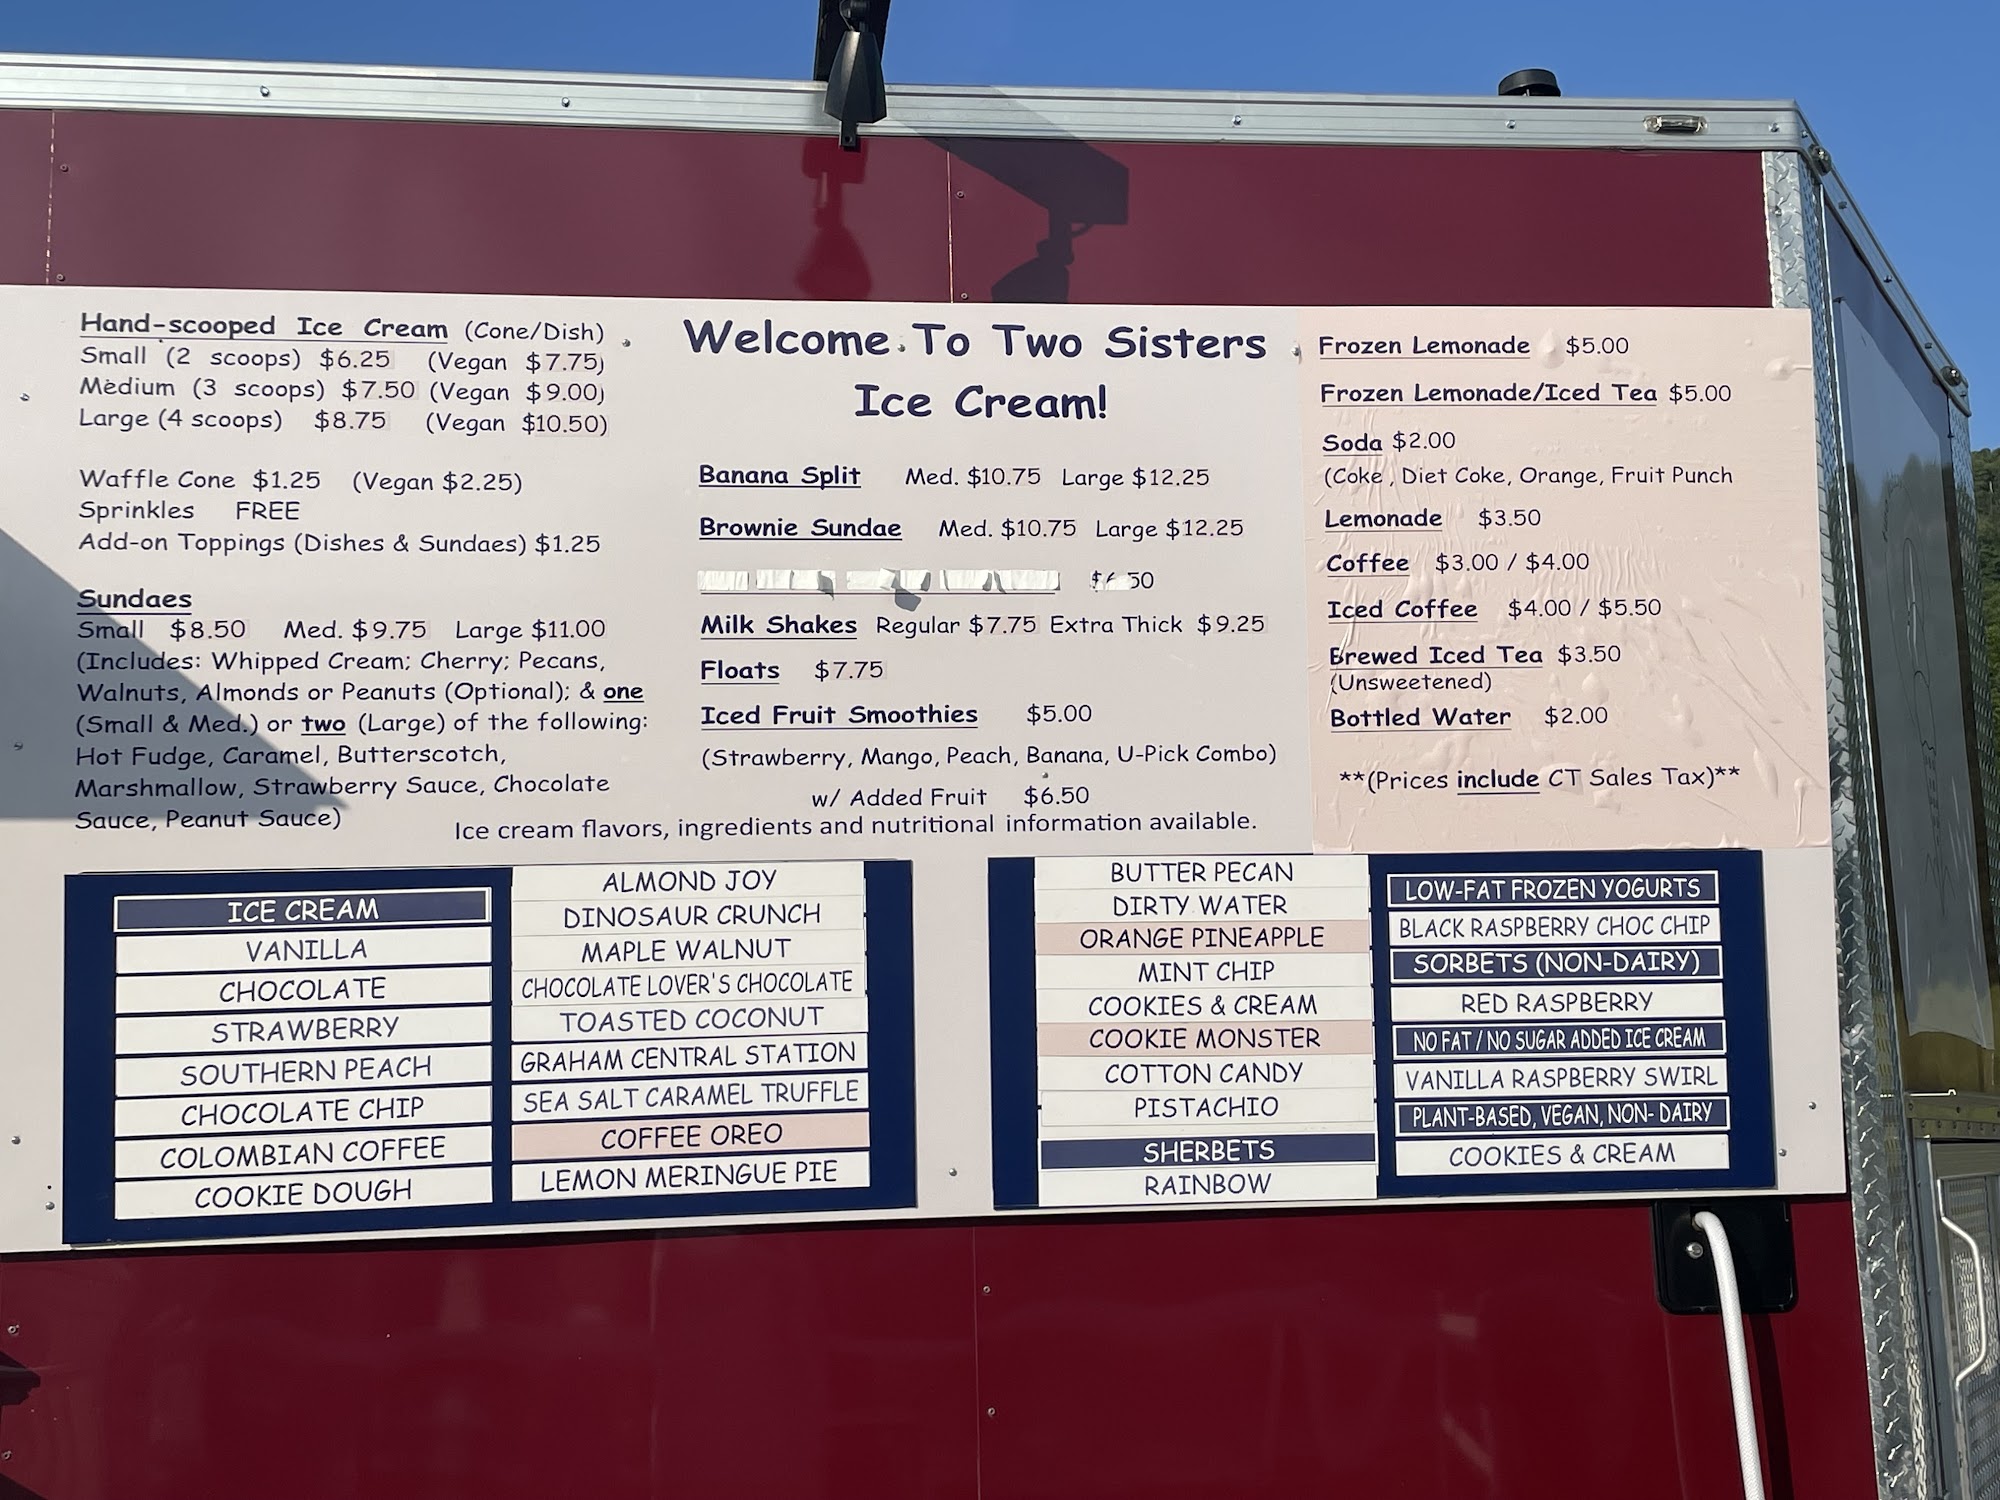 Hand-scooped Ice Cream (Cone/Dish)
Small (2 scoops) $6.25 (Vegan $7.75)
Medium (3 scoops) $7.50 (Vegan $9.00)
Large (4 scoops) $8.75 (Vegan $10.50)
Waffle Cone $1.25 (Vegan $2.25)
Sprinkles FREE
Add-on Toppings (Dishes & Sundaes) $1.25
Sundaes
Small $8.50 Med. $9.75 Large $11.00
(Includes: Whipped Cream; Cherry; Pecans,
Walnuts, Almonds or Peanuts (Optional); & one
(Small & Med.) or two (Large) of the following:
Hot Fudge, Caramel, Butterscotch,
Marshmallow, Strawberry Sauce, Chocolate
Sauce, Peanut Sauce)
Welcome To Two Sisters
Ice Cream!
Banana Split Med. $10.75 Large $12.25
Brownie Sundae Med. $10.75 Large $12.25
$6.50
Milk Shakes Regular $7.75 Extra Thick $9.25
Floats $7.75
Iced Fruit Smoothies $5.00
(Strawberry, Mango, Peach, Banana, U-Pick Combo)
w/ Added Fruit $6.50
Ice cream flavors, ingredients and nutritional information available.
Frozen Lemonade $5.00
Frozen Lemonade/Iced Tea $5.00
Soda $2.00
(Coke, Diet Coke, Orange, Fruit Punch
Lemonade $3.50
Coffee $3.00 / $4.00
Iced Coffee $4.00 / $5.50
Brewed Iced Tea $3.50
(Unsweetened)
Bottled Water $2.00
**(Prices include CT Sales Tax)**
ICE CREAM
VANILLA
CHOCOLATE
STRAWBERRY
SOUTHERN PEACH
CHOCOLATE CHIP
COLOMBIAN COFFEE
COOKIE DOUGH
ALMOND JOY
DINOSAUR CRUNCH
MAPLE WALNUT
CHOCOLATE LOVER'S CHOCOLATE
TOASTED COCONUT
GRAHAM CENTRAL STATION
SEA SALT CARAMEL TRUFFLE
COFFEE OREO
LEMON MERINGUE PIE
BUTTER PECAN
DIRTY WATER
ORANGE PINEAPPLE
MINT CHIP
COOKIES & CREAM
COOKIE MONSTER
COTTON CANDY
PISTACHIO
SHERBETS
RAINBOW
LOW-FAT FROZEN YOGURTS
BLACK RASPBERRY CHOC CHIP
SORBETS (NON-DAIRY)
RED RASPBERRY
NO FAT / NO SUGAR ADDED ICE CREAM
VANILLA RASPBERRY SWIRL
PLANT-BASED, VEGAN, NON- DAIRY
COOKIES & CREAM